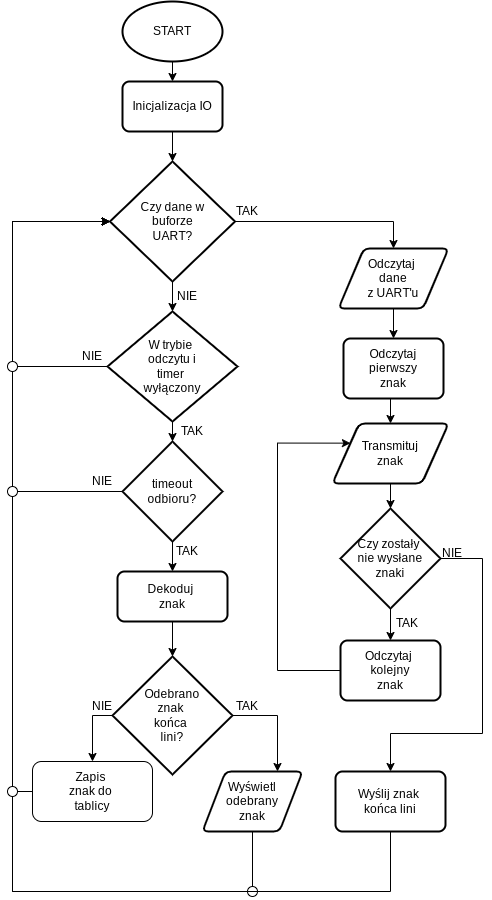 START
Inicjalizacja IO
Czy dane w
buforze
UART?
TAK
NIE
Odczytaj
dane
z UART'u
W trybie
odczytu i
timer
wyłączony
NIE
TAK
Odczytaj
pierwszy
znak
Transmituj
znak
timeout
odbioru?
NIE
TAK
Czy zostały
nie wysłane
znaki
NIE
TAK
Dekoduj
znak
Odczytaj
kolejny
znak
Odebrano
znak
końca
lini?
NIE
TAK
Zapis
znak do
tablicy
Wyświetl
odebrany
znak
Wyślij znak
końca lini